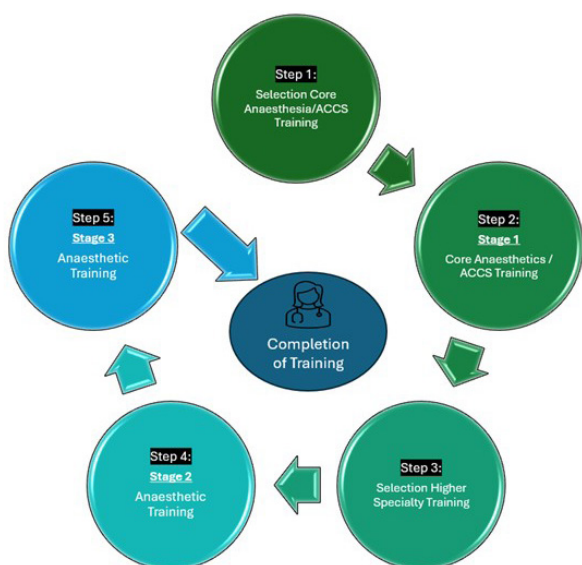 Step 1:
Selection Core
Anaesthesia/ACCS
Training
Step 2:
Stage 1
Core Anaesthetics /
ACCS Training
Step 3:
Selection Higher
Specialty Training
Step 4:
Stage 2
Anaesthetic
Training
Step 5:
Stage 3
Anaesthetic
Training
Completion
of Training